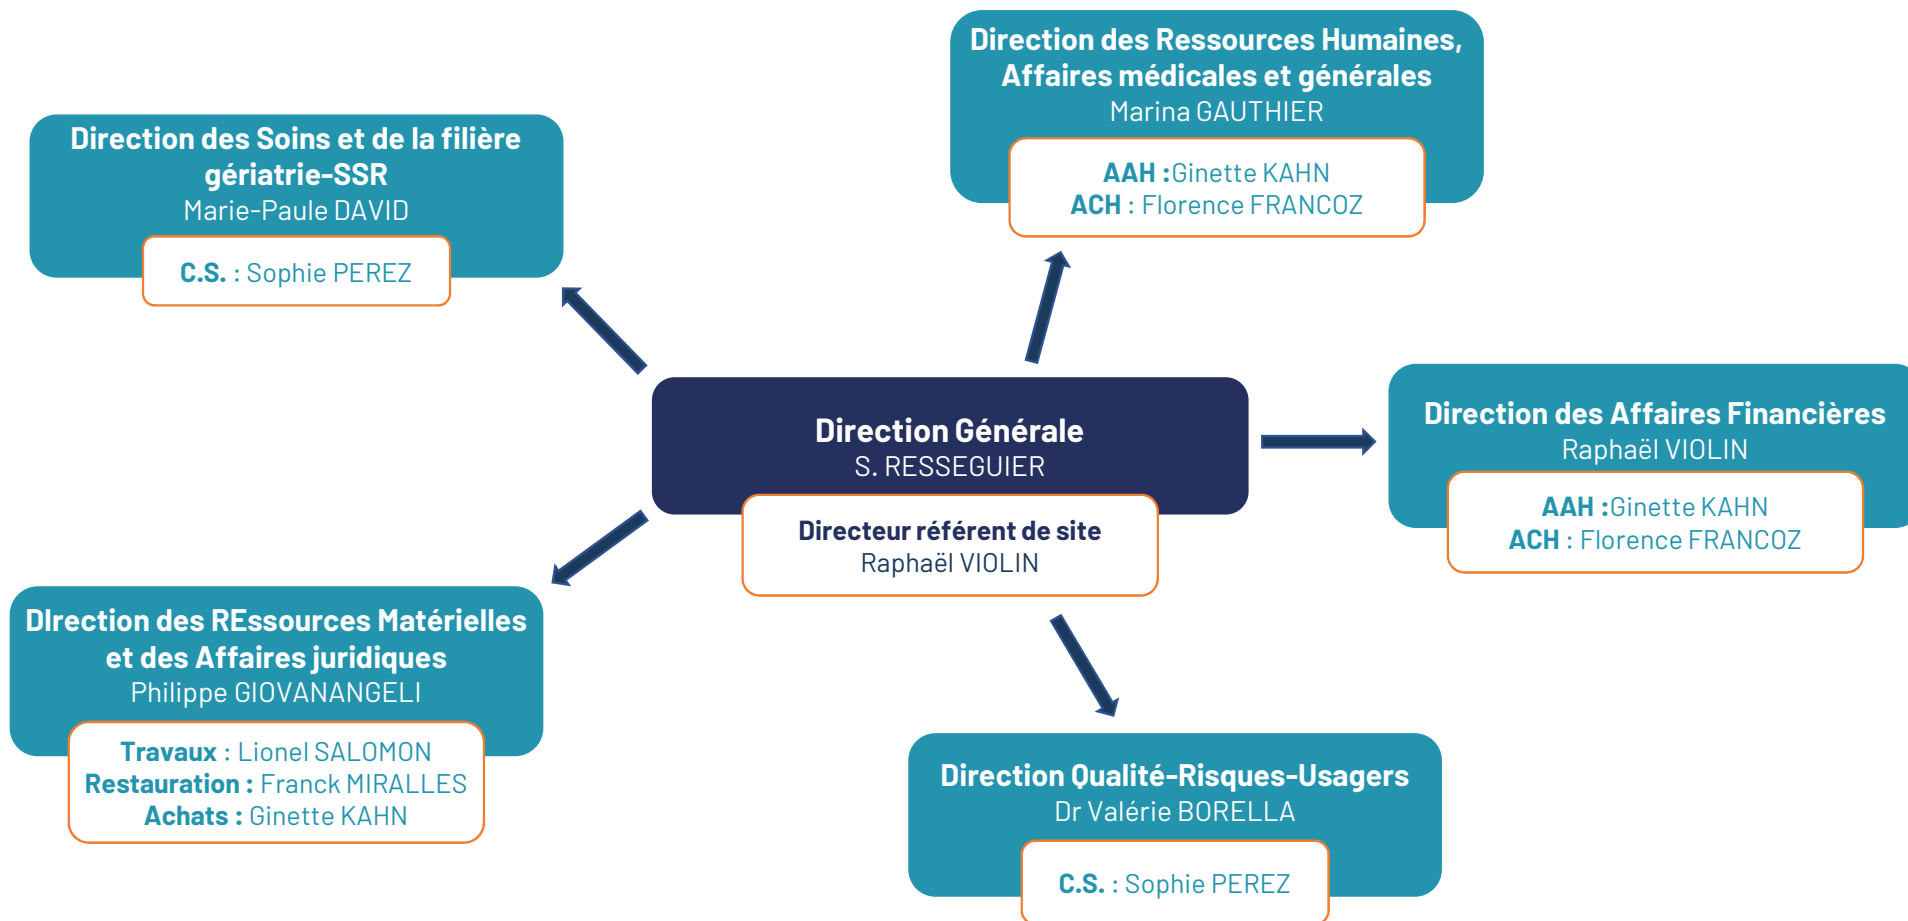 Direction des Ressources Humaines,
Affaires médicales et générales
Marina GAUTHIER
AAH :Ginette KAHN
ACH : Florence FRANCOZ
Direction des Soins et de la filière
gériatrie-SSR
Marie-Paule DAVID
C.S. : Sophie PEREZ
Direction Générale
S. RESSEGUIER
Directeur référent de site
Raphaël VIOLIN
Direction des Affaires Financières
Raphaël VIOLIN
AAH :Ginette KAHN
ACH : Florence FRANCOZ
DIrection des REssources Matérielles
et des Affaires juridiques
Philippe GIOVANANGELI
Travaux : Lionel SALOMON
Restauration : Franck MIRALLES
Achats : Ginette KAHN
Direction Qualité-Risques-Usagers
Dr Valérie BORELLA
C.S. : Sophie PEREZ